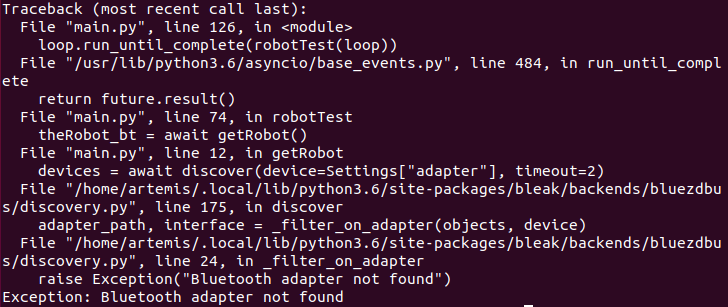 Traceback (most recent call last):
  File "main.py", line 126, in <module>
    loop.run_until_complete(robotTest(loop))
  File "/usr/lib/python3.6/asyncio/base_events.py", line 484, in run_until_compl
ete
    return future.result()
  File "main.py", line 74, in robotTest
    theRobot_bt = await getRobot()
  File "main.py", line 12, in getRobot
    devices = await discover(device=Settings["adapter"], timeout=2)
  File "/home/artemis/.local/lib/python3.6/site-packages/bleak/backends/bluezdbu
s/discovery.py", line 175, in discover
    adapter_path, interface = _filter_on_adapter(objects, device)
  File "/home/artemis/.local/lib/python3.6/site-packages/bleak/backends/bluezdbu
s/discovery.py", line 24, in _filter_on_adapter
    raise Exception("Bluetooth adapter not found")
Exception: Bluetooth adapter not found